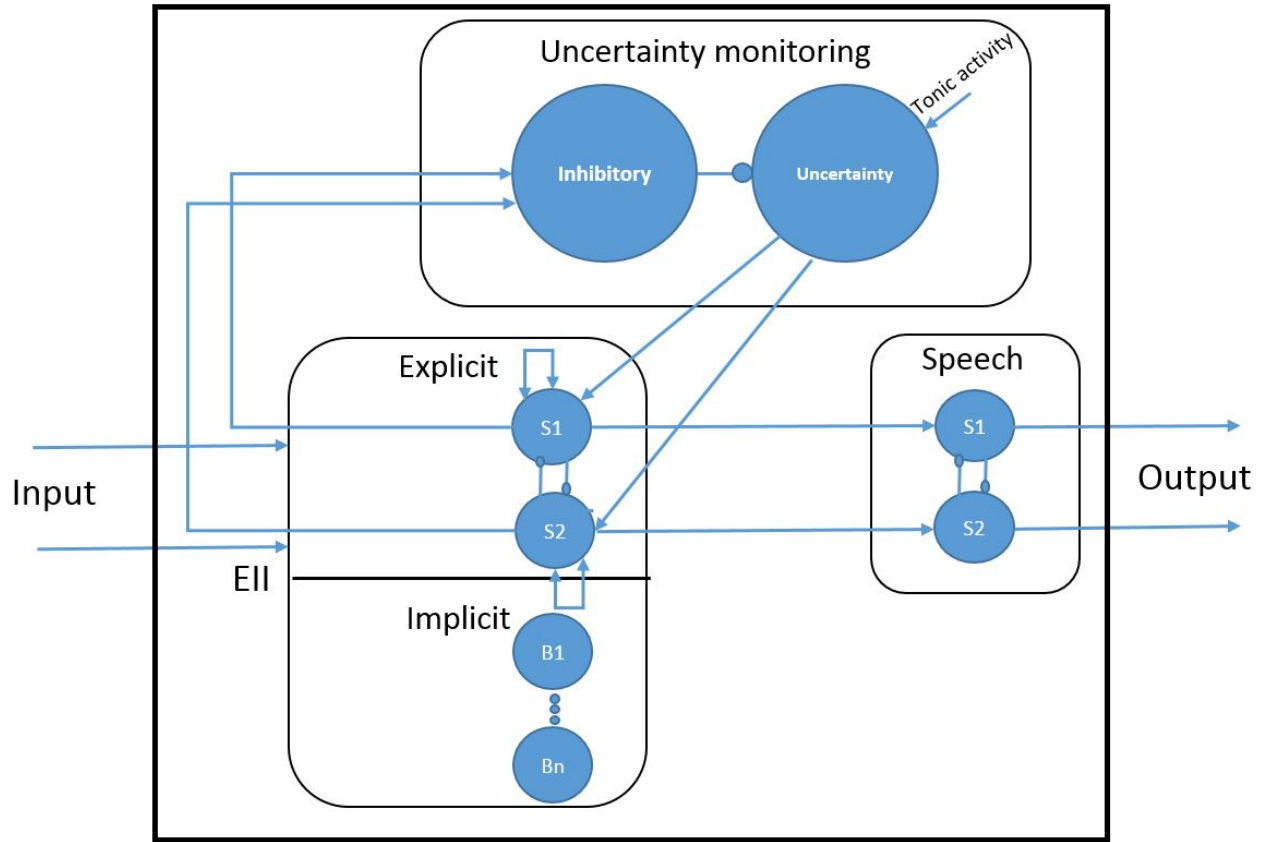 Uncertainty monitoring
Tonic activity
Inhibitory
Uncertainty
Explicit
Speech
S1
S1
Input
Output
S2
S2
EII
Implicit
B1
Bn